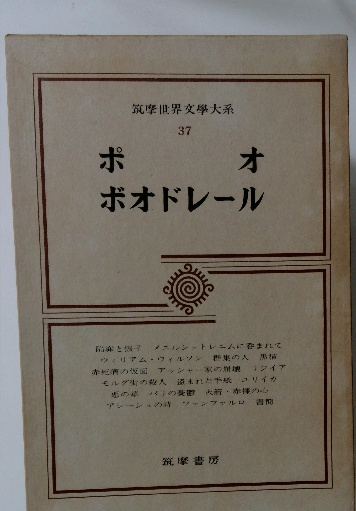 筑摩世界文學大系
37
ポオ
ボオドレール
陥穽と振子 メエルシュトレエムに呑まれて
ウィリアム・ウィルソン 群集の人 黒猫
赤死病の仮面 アッシャー家の崩壊 リジイア
モルグ街の殺人 盗まれた手紙 ユリイカ
悪の華 パリの憂鬱 火箭・赤裸の心
アシーシュの詩 ファンファルロ 書簡
筑摩書房